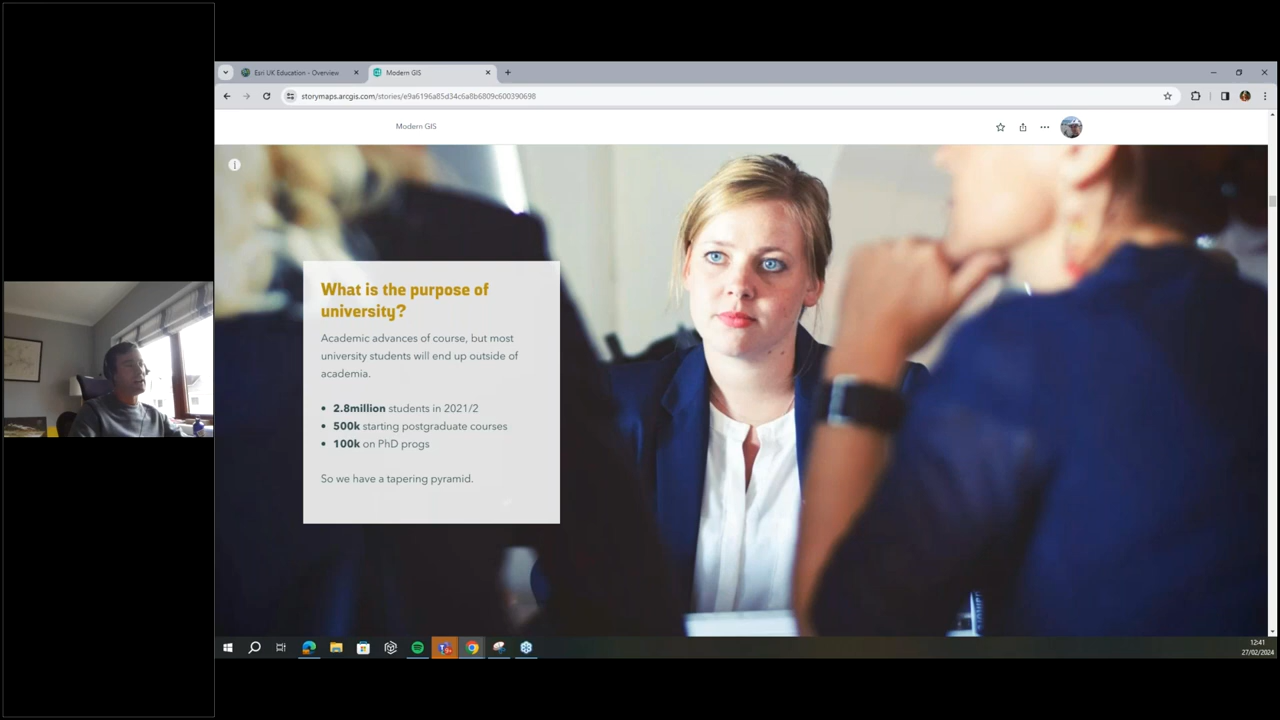 Esri UK Education - Overview
Modern GIS
storymaps.arcgis.com/stories/e9a6196a85d34c6a8b6809c600390698
Modern GIS
What is the purpose of
university?
Academic advances of course, but most
university students will end up outside of
academia.
• 2.8million students in 2021/2
• 500k starting postgraduate courses
• 100k on PhD progs
So we have a tapering pyramid.
12:41
27/02/2024